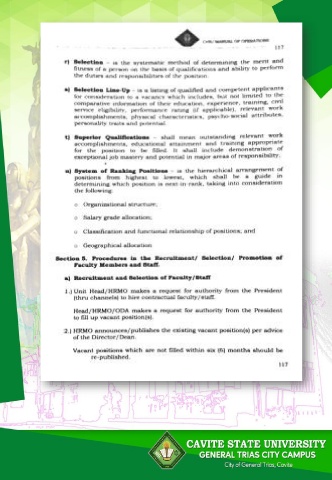 CvSU MANUAL OF OPERATIONS
117
r) Selection - is the systematic method of determining the merit and
fitness of a person on the basis of qualifications and ability to perform
the duties and responsibilities of the position
s) Selection Line-Up - is a listing of qualified and competent applicants
for consideration to a vacancy which includes, but not limited to the
comparative information of their education, experience, training, civil
service eligibility, performance rating (if applicable), relevant work
accomplishments, physical characteristics, psycho-social attributes,
personality traits and potential.
t) Superior Qualifications - shall mean outstanding relevant work
accomplishments, educational attainment and training appropriate
for the position to be filled. It shall include demonstration of
exceptional job mastery and potential in major areas of responsibility.
u) System of Ranking Positions - is the hierarchical arrangement of
positions from highest to lowest, which shall be a guide in
determining which position is next-in-rank, taking into consideration
the following:
o Organizational structure;
o Salary grade allocation;
o Classification and functional relationship of positions; and
o Geographical allocation
Section 5. Procedures in the Recruitment/ Selection/ Promotion of
Faculty Members and Staff.
a) Recruitment and Selection of Faculty/Staff
1.) Unit Head/HRMO makes a request for authority from the President
(thru channels) to hire contractual faculty/staff.
Head/HRMO/ODA makes a request for authority from the President
to fill up vacant position(s).
2.) HRMO announces/publishes the existing vacant position(s) per advice
of the Director/Dean.
Vacant positions which are not filled within six (6) months should be
re-published.
117
CAVITE STATE UNIVERSITY
GENERAL TRIAS CITY CAMPUS
City of General Trias, Cavite